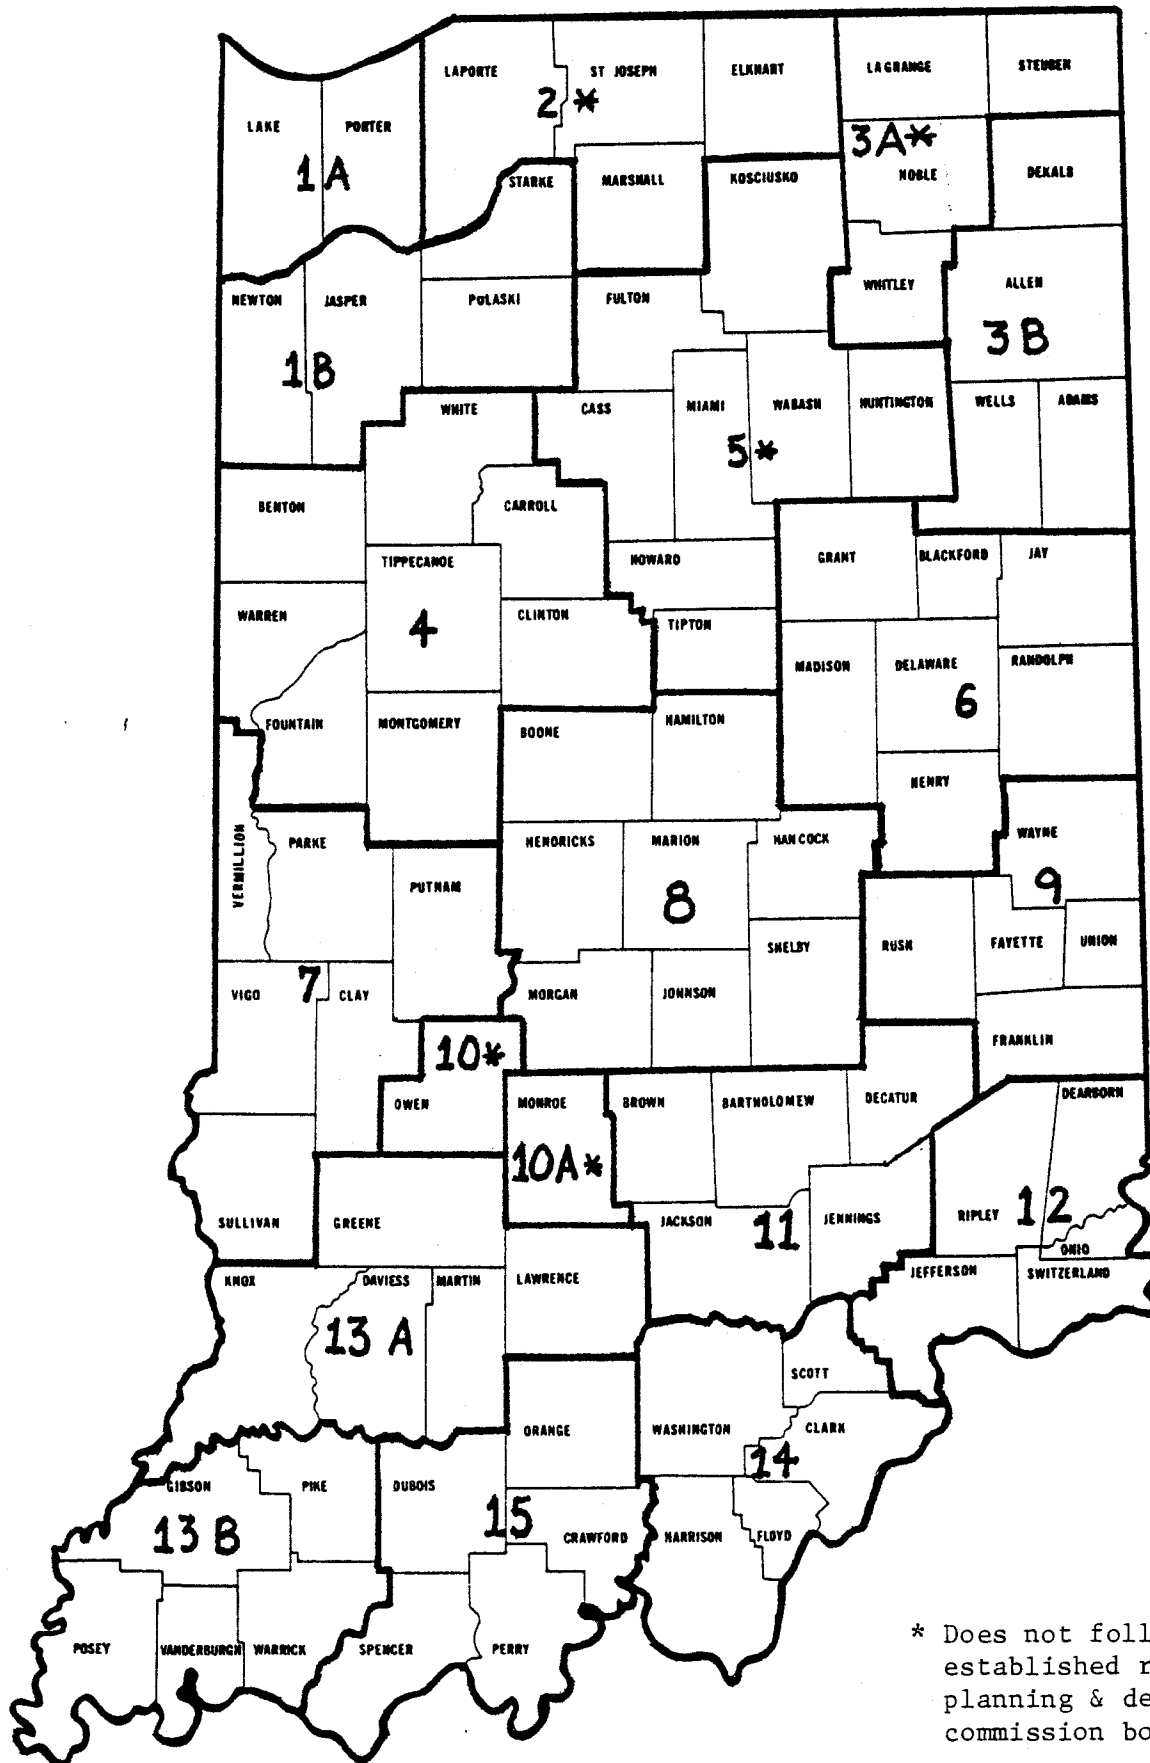 LAPORTE
ST JOSEPH
ELKHART
LAGRANGE
STEUBEN
2 *
LAKE
PORTER
3A*
1A
STARKE
MARSHALL
KOSCIUSKO
NOBLE
DEKALB
NEWTON
JASPER
PULASKI
FULTON
WHITLEY
ALLEN
3B
1B
WHITE
CASS
MIAMI
WABASH
HUNTINGTON
WELLS
ADAMS
5*
BENTON
CARROLL
TIPPECANOE
HOWARD
GRANT
BLACKFORD
JAY
WARREN
4
CLINTON
TIPTON
MADISON
DELAWARE
RANDOLPH
6
FOUNTAIN
MONTGOMERY
BOONE
HAMILTON
HENRY
VERMILLION
PARKE
HENDRICKS
MARION
HANCOCK
WAYNE
PUTNAM
8
9
SHELBY
RUSH
FAYETTE
UNION
VIGO
7
CLAY
MORGAN
JOHNSON
10*
FRANKLIN
OWEN
MONROE
BROWN
BARTHOLOMEW
DECATUR
DEARBORN
10A*
SULLIVAN
GREENE
JACKSON
11
JENNINGS
RIPLEY
12
OHIO
KNOX
DAVIESS
MARTIN
LAWRENCE
JEFFERSON
SWITZERLAND
13 A
SCOTT
ORANGE
WASHINGTON
CLARK
14
GIBSON
PIKE
DUBOIS
13 B
15
CRAWFORD
HARRISON
FLOYD
POSEY
VANDERBURGH
WARRICK
SPENCER
PERRY
* Does not foll
established r
planning & de
commission bo